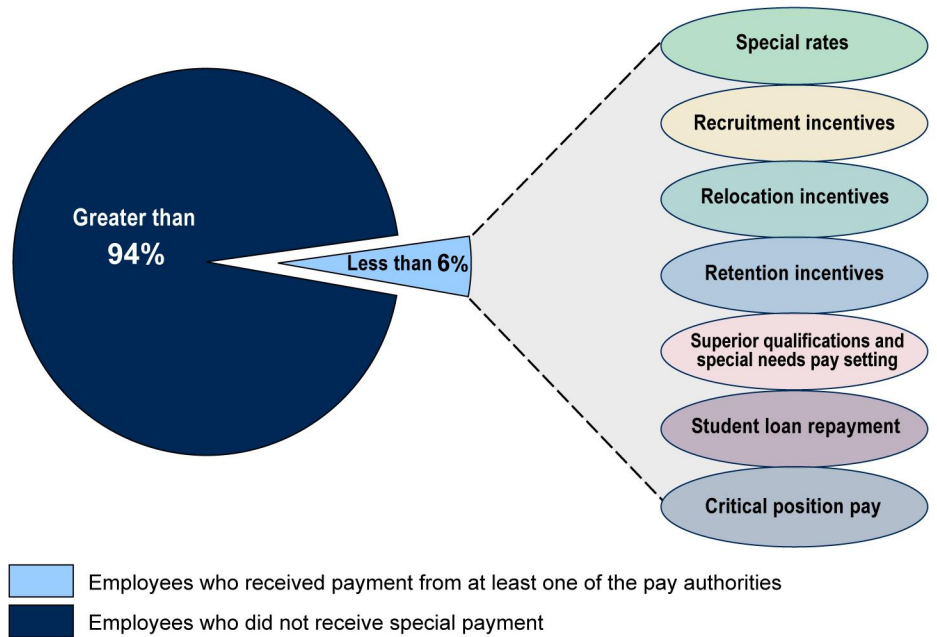 Greater than
94%
Less than 6%
Special rates
Recruitment incentives
Relocation incentives
Retention incentives
Superior qualifications and
special needs pay setting
Student loan repayment
Critical position pay
Employees who received payment from at least one of the pay authorities
Employees who did not receive special payment